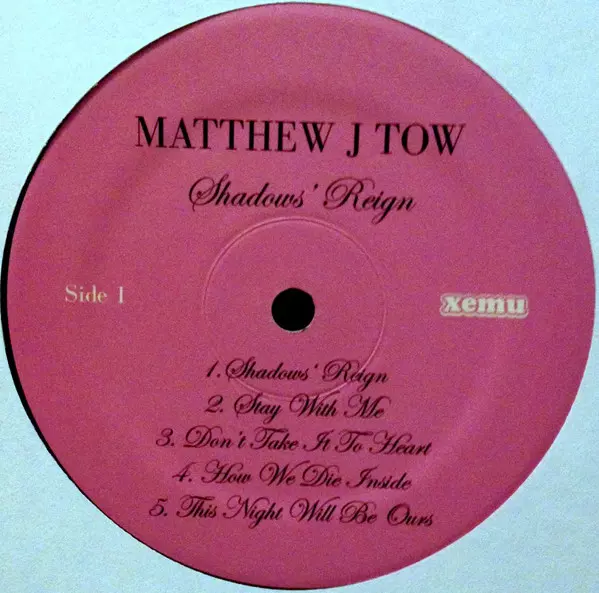 MATTHEW J TOW
Shadows' Reign
Side 1
xemu
1. Shadows' Reign
2. Stay With Me
3. Don't Take It To Heart
4. How We Die Inside
5. This Night Will Be Ours